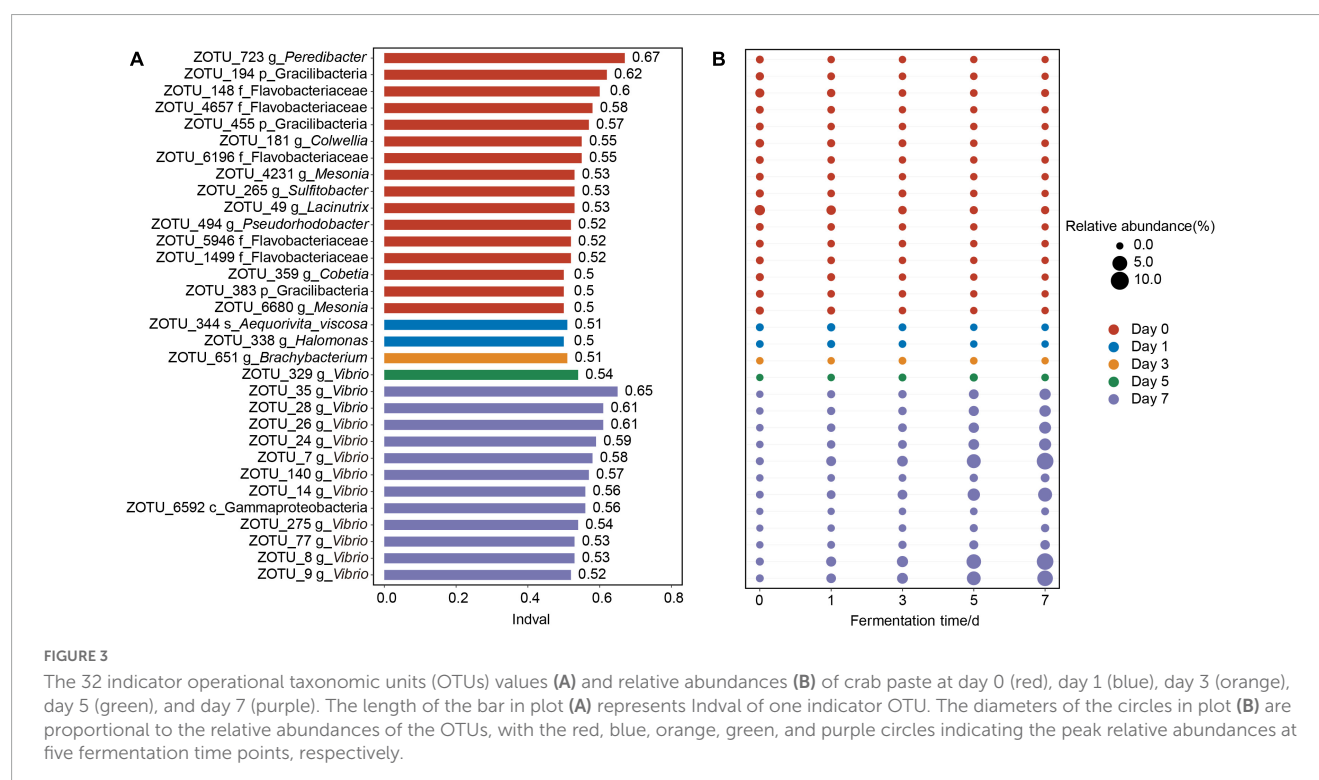 A
B
ZOTU_723 g_Peredibacter 0.67
ZOTU_194 p_Gracilibacteria 0.62
ZOTU_148 f_Flavobacteriaceae 0.6
ZOTU_4657 f_Flavobacteriaceae 0.58
ZOTU_455 p_Gracilibacteria 0.57
ZOTU_181 g_Colwellia 0.55
ZOTU_6196 f_Flavobacteriaceae 0.55
ZOTU_4231 g_Mesonia 0.53
ZOTU_265 g_Sulfitobacter 0.53
ZOTU_49 g_Lacinutrix 0.53
ZOTU_494 g_Pseudorhodobacter 0.52
ZOTU_5946 f_Flavobacteriaceae 0.52
ZOTU_1499 f_Flavobacteriaceae 0.52
ZOTU_359 g_Cobetia 0.5
ZOTU_383 p_Gracilibacteria 0.5
ZOTU_6680 g_Mesonia 0.5
ZOTU_344 s_Aequorivita_viscosa 0.51
ZOTU_338 g_Halomonas 0.5
ZOTU_651 g_Brachybacterium 0.51
ZOTU_329 g_Vibrio 0.54
ZOTU_35 g_Vibrio 0.65
ZOTU_28 g_Vibrio 0.61
ZOTU_26 g_Vibrio 0.61
ZOTU_24 g_Vibrio 0.59
ZOTU_7 g_Vibrio 0.58
ZOTU_140 g_Vibrio 0.57
ZOTU_14 g_Vibrio 0.56
ZOTU_6592 c_Gammaproteobacteria 0.56
ZOTU_275 g_Vibrio 0.54
ZOTU_77 g_Vibrio 0.53
ZOTU_8 g_Vibrio 0.53
ZOTU_9 g_Vibrio 0.52
0.0 0.2 0.4 0.6 0.8
Indval
0 1 3 5 7
Fermentation time/d
Relative abundance(%)
0.0
5.0
10.0
Day 0
Day 1
Day 3
Day 5
Day 7
FIGURE 3
The 32 indicator operational taxonomic units (OTUs) values (A) and relative abundances (B) of crab paste at day 0 (red), day 1 (blue), day 3 (orange),
day 5 (green), and day 7 (purple). The length of the bar in plot (A) represents Indval of one indicator OTU. The diameters of the circles in plot (B) are
proportional to the relative abundances of the OTUs, with the red, blue, orange, green, and purple circles indicating the peak relative abundances at
five fermentation time points, respectively.